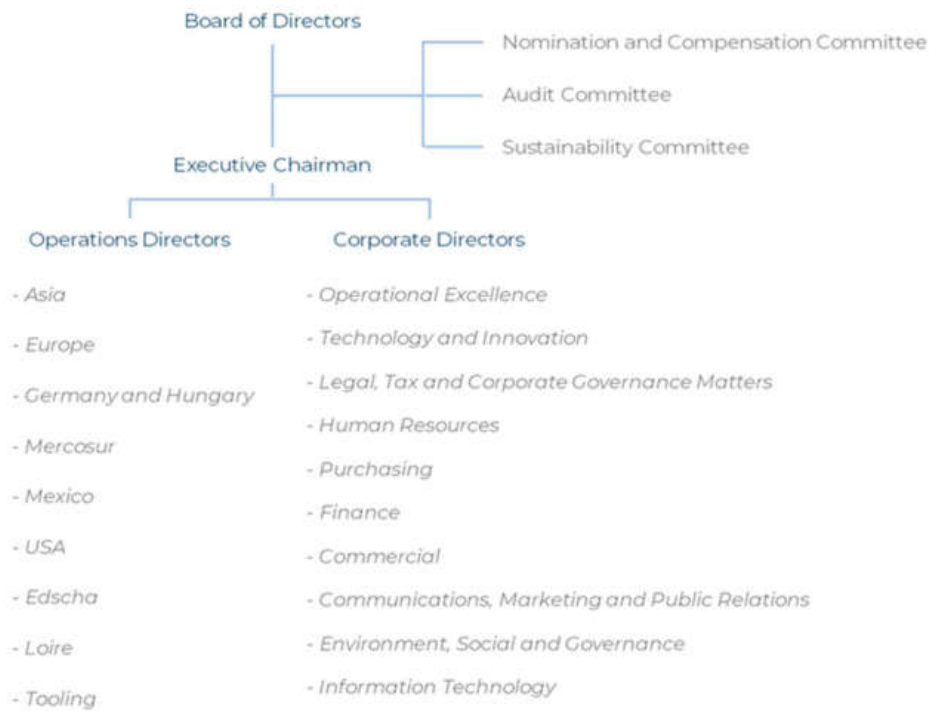 Board of Directors
Nomination and Compensation Committee
Audit Committee
Sustainability Committee
Executive Chairman
Operations Directors
- Asia
- Europe
- Germany and Hungary
- Mercosur
- Mexico
- USA
- Edscha
- Loire
- Tooling
Corporate Directors
- Operational Excellence
- Technology and Innovation
- Legal, Tax and Corporate Governance Matters
- Human Resources
- Purchasing
- Finance
- Commercial
- Communications, Marketing and Public Relations
- Environment, Social and Governance
- Information Technology